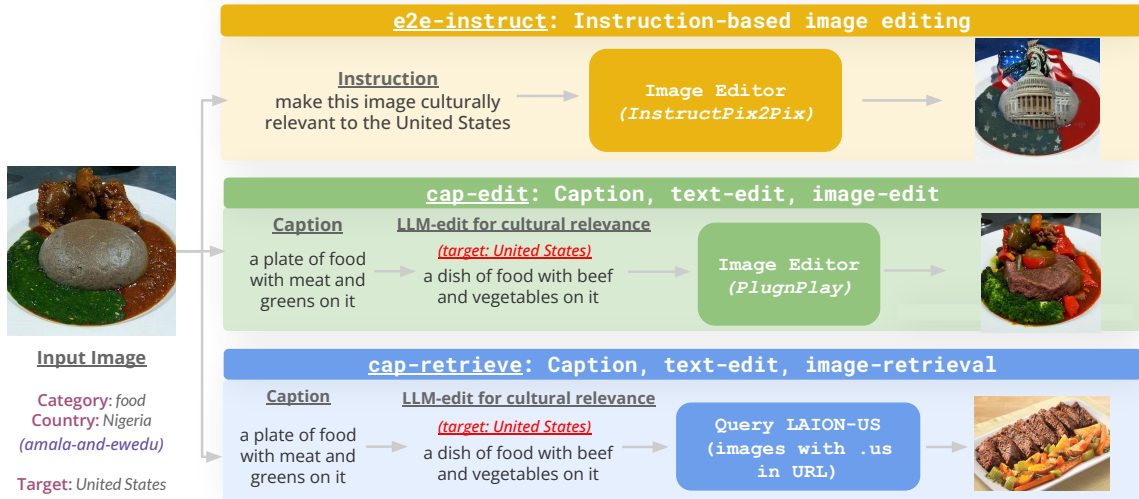 e2e-instruct: Instruction-based image editing
Instruction
make this image culturally
relevant to the United States
Image Editor
(InstructPix2Pix)
cap-edit: Caption, text-edit, image-edit
Caption
a plate of food
with meat and
greens on it
LLM-edit for cultural relevance
(target: United States)
a dish of food with beef
and vegetables on it
Image Editor
(PlugnPlay)
Input Image
Category: food
Country: Nigeria
(amala-and-ewedu)
Target: United States
cap-retrieve: Caption, text-edit, image-retrieval
Caption
a plate of food
with meat and
greens on it
LLM-edit for cultural relevance
(target: United States)
a dish of food with beef
and vegetables on it
Query LAION-US
(images with .us
in URL)